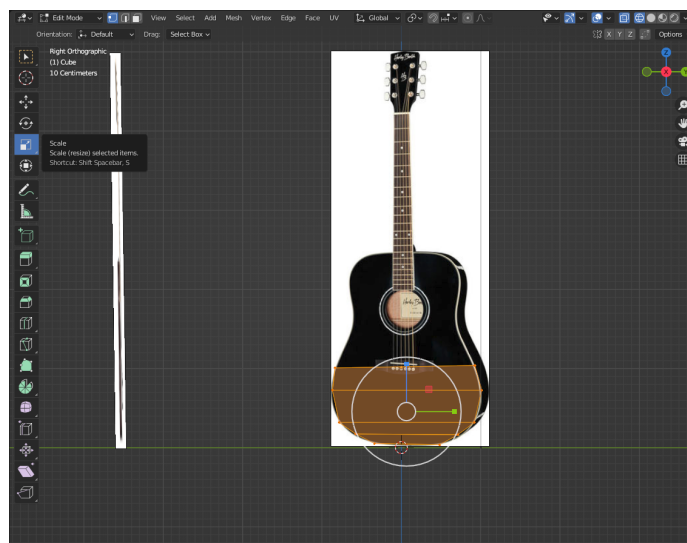 Edit Mode View Select Add Mesh Vertex Edge Face UV Global
Orientation: Default Drag: Select Box X Y Z Options
Right Orthographic
(1) Cube
10 Centimeters
Z
X
Scale
Scale (resize) selected items.
Shortcut: Shift Spacebar, S